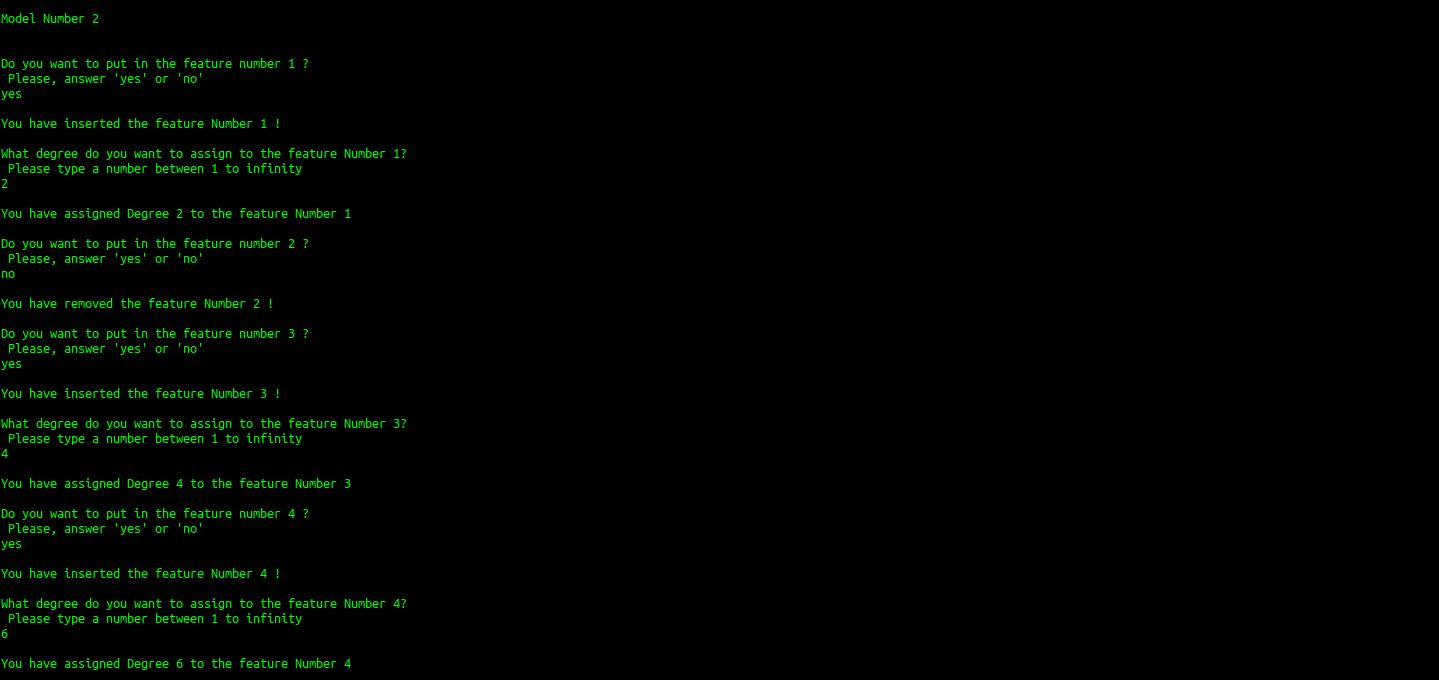 Model Number 2
Do you want to put in the feature number 1 ?
Please, answer 'yes' or 'no'
yes
You have inserted the feature Number 1 !
What degree do you want to assign to the feature Number 1?
Please type a number between 1 to infinity
2
You have assigned Degree 2 to the feature Number 1
Do you want to put in the feature number 2 ?
Please, answer 'yes' or 'no'
no
You have removed the feature Number 2 !
Do you want to put in the feature number 3 ?
Please, answer 'yes' or 'no'
yes
You have inserted the feature Number 3 !
What degree do you want to assign to the feature Number 3?
Please type a number between 1 to infinity
4
You have assigned Degree 4 to the feature Number 3
Do you want to put in the feature number 4 ?
Please, answer 'yes' or 'no'
yes
You have inserted the feature Number 4 !
What degree do you want to assign to the feature Number 4?
Please type a number between 1 to infinity
6
You have assigned Degree 6 to the feature Number 4